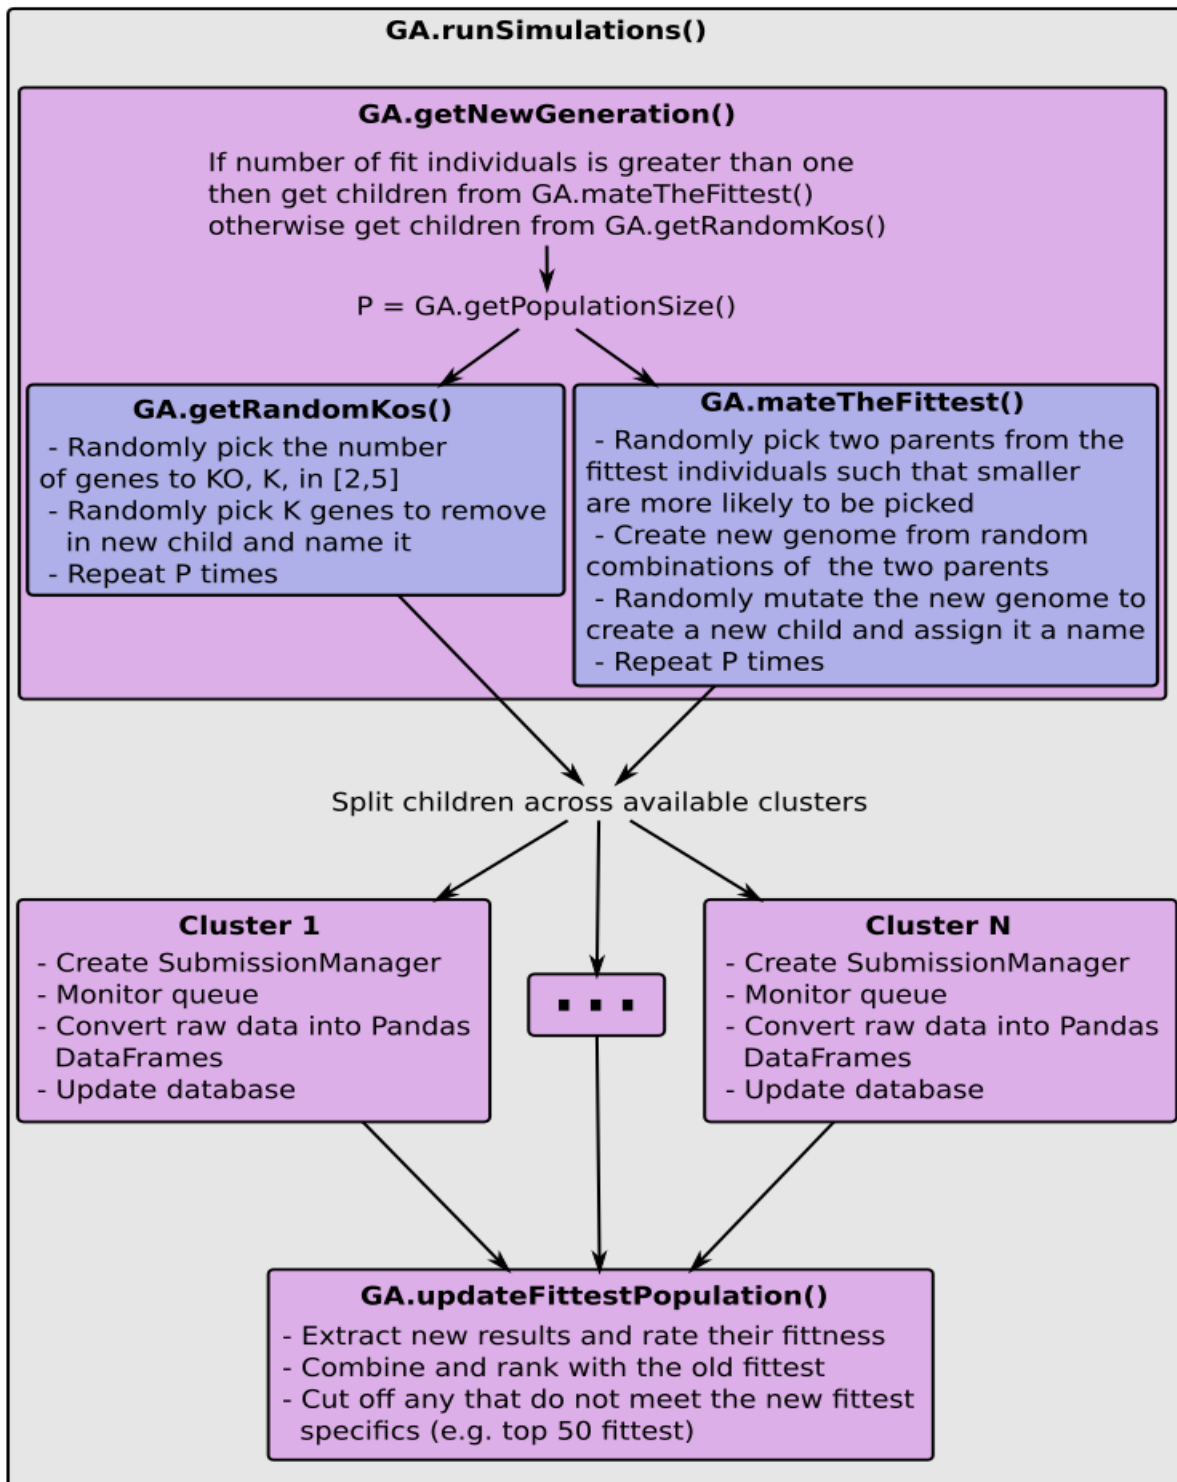 GA.runSimulations()
GA.getNewGeneration()
If number of fit individuals is greater than one
then get children from GA.mateTheFittest()
otherwise get children from GA.getRandomKos()
P = GA.getPopulationSize()
GA.getRandomKos()
- Randomly pick the number
of genes to KO, K, in [2,5]
- Randomly pick K genes to remove
in new child and name it
- Repeat P times
GA.mateTheFittest()
- Randomly pick two parents from the
fittest individuals such that smaller
are more likely to be picked
- Create new genome from random
combinations of  the two parents
- Randomly mutate the new genome to
create a new child and assign it a name
- Repeat P times
Split children across available clusters
Cluster 1
- Create SubmissionManager
- Monitor queue
- Convert raw data into Pandas
DataFrames
- Update database
...
Cluster N
- Create SubmissionManager
- Monitor queue
- Convert raw data into Pandas
DataFrames
- Update database
GA.updateFittestPopulation()
- Extract new results and rate their fittness
- Combine and rank with the old fittest
- Cut off any that do not meet the new fittest
specifics (e.g. top 50 fittest)